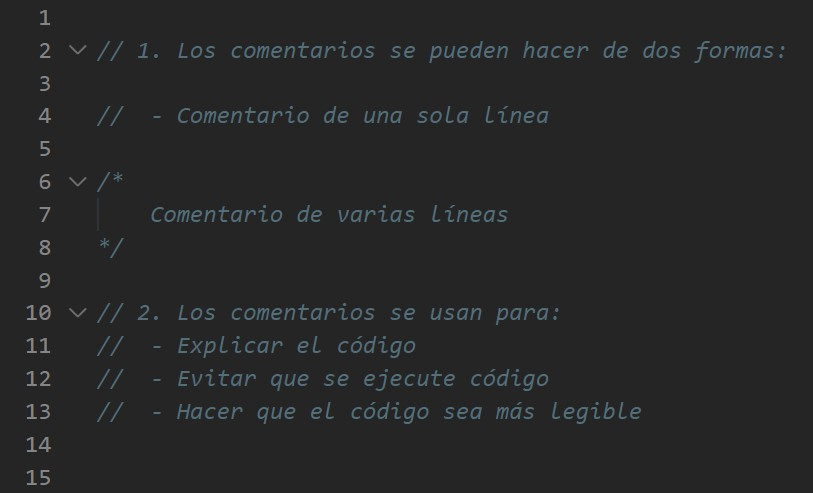 1
2 // 1. Los comentarios se pueden hacer de dos formas:
3
4 //  - Comentario de una sola línea
5
6 /*
7     Comentario de varias líneas
8 */
9
10 // 2. Los comentarios se usan para:
11 //  - Explicar el código
12 //  - Evitar que se ejecute código
13 //  - Hacer que el código sea más legible
14
15